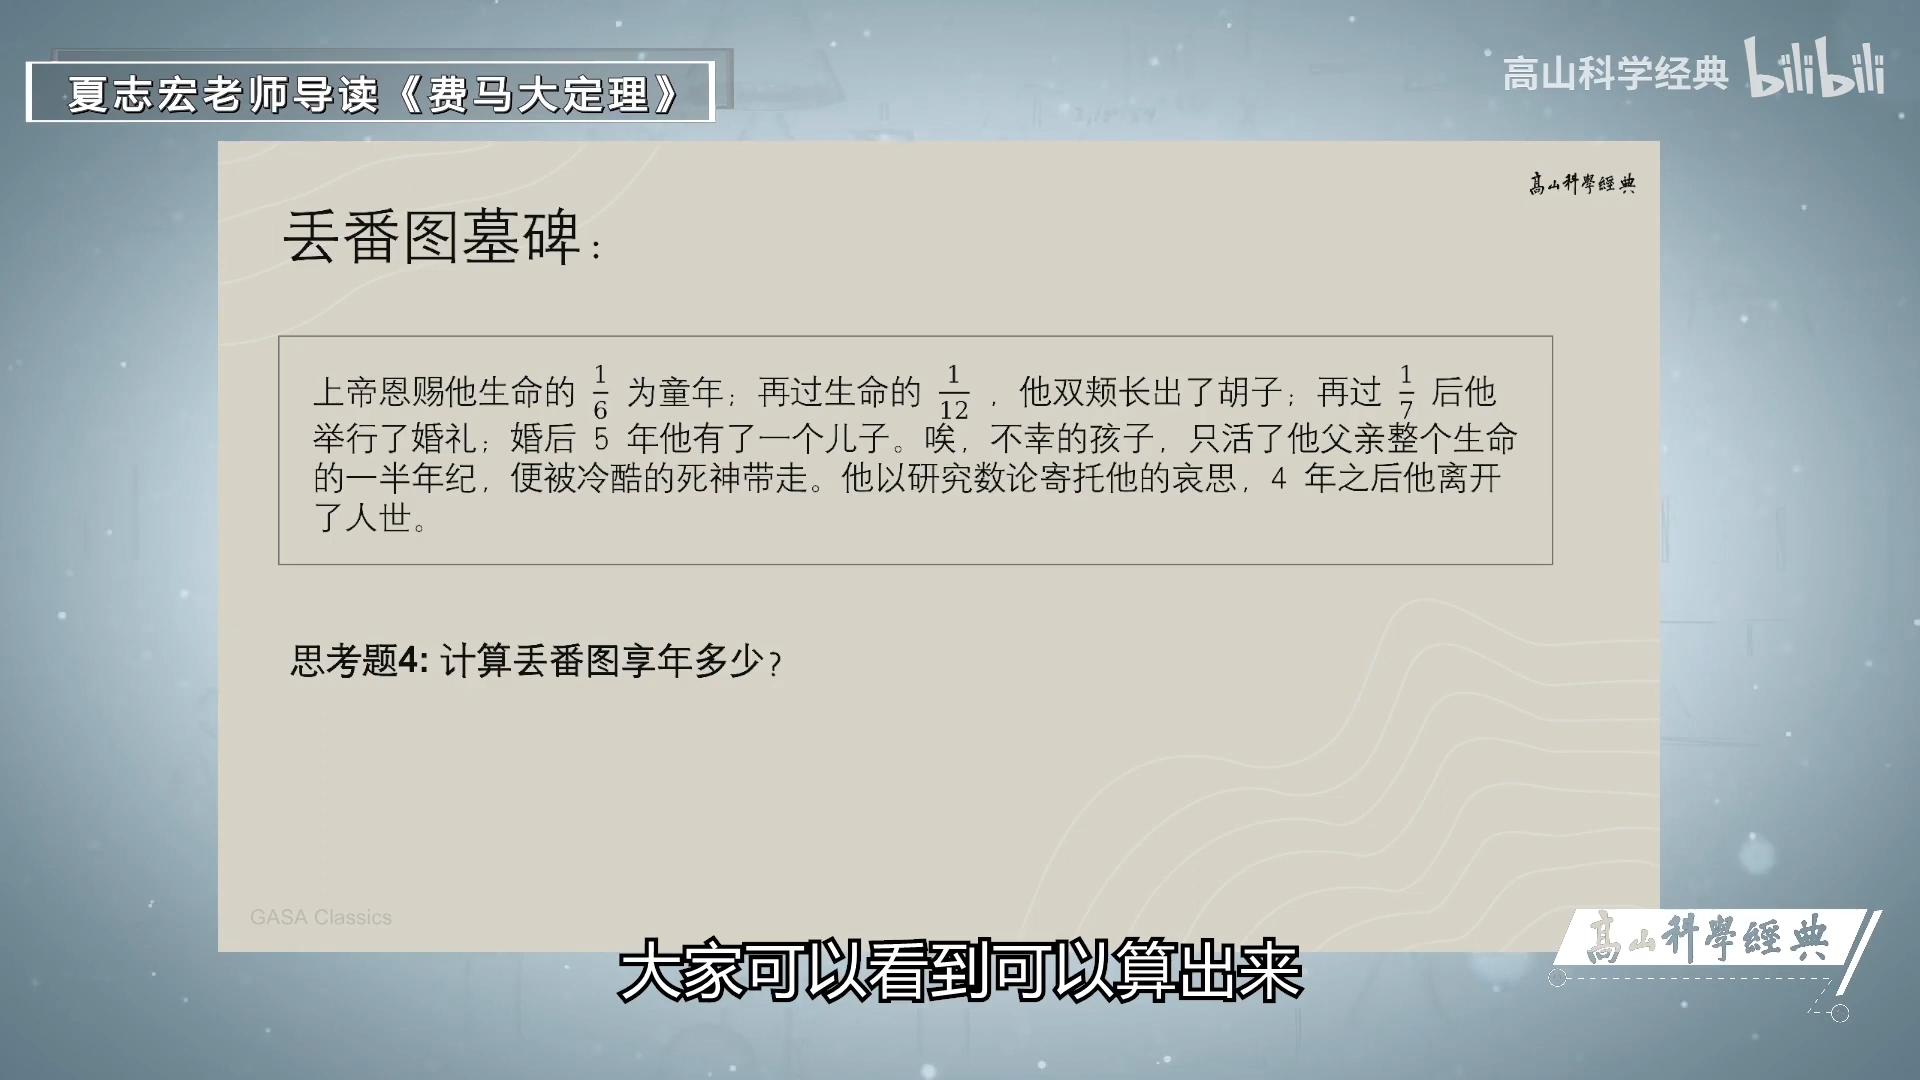 夏志宏老师导读《费马大定理》
高山科学经典 bilibili
高山科學經典
丢番图墓碑：
上帝恩赐他生命的 1/6 为童年；再过生命的 1/12 ，他双颊长出了胡子；再过 1/7 后他
举行了婚礼；婚后 5 年他有了一个儿子。唉，不幸的孩子，只活了他父亲整个生命
的一半年纪，便被冷酷的死神带走。他以研究数论寄托他的哀思，4 年之后他离开
了人世。
思考题4: 计算丢番图享年多少？
GASA Classics
高山科學經典
大家可以看到可以算出来